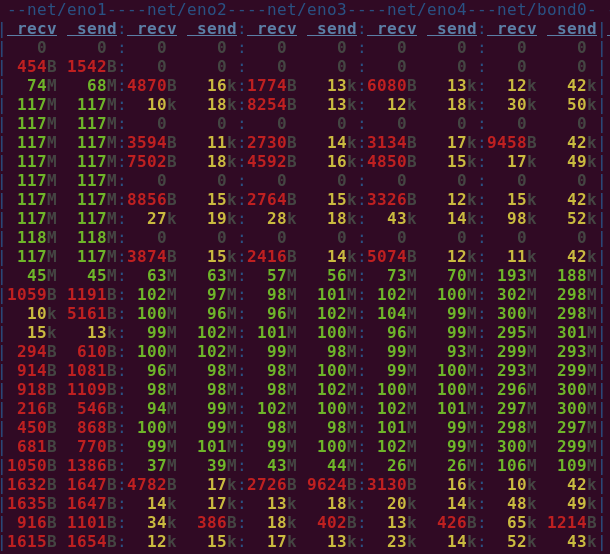 --net/eno1----net/eno2----net/eno3----net/eno4---net/bond0-
| recv  send: recv  send: recv  send: recv  send: recv  send|
|   0     0 :   0     0 :   0     0 :   0     0 :   0     0 |
| 454B 1542B:   0     0 :   0     0 :   0     0 :   0     0 |
|  74M   68M:4870B   16k:1774B   13k:6080B   13k:  12k   42k|
| 117M  117M:  10k   18k:8254B   13k:  12k   18k:  30k   50k|
| 117M  117M:   0     0 :   0     0 :   0     0 :   0     0 |
| 117M  117M:3594B   11k:2730B   14k:3134B   17k:9458B   42k|
| 117M  117M:7502B   18k:4592B   16k:4850B   15k:  17k   49k|
| 117M  117M:   0     0 :   0     0 :   0     0 :   0     0 |
| 117M  117M:8856B   15k:2764B   15k:3326B   12k:  15k   42k|
| 117M  117M:  27k   19k:  28k   18k:  43k   14k:  98k   52k|
| 118M  118M:   0     0 :   0     0 :   0     0 :   0     0 |
| 117M  117M:3874B   15k:2416B   14k:5074B   12k:  11k   42k|
|  45M   45M:  63M   63M:  57M   56M:  73M   70M: 193M  188M|
|1059B 1191B: 102M   97M:  98M  101M: 102M  100M: 302M  298M|
|  10k 5161B: 100M   96M:  96M  102M: 104M   99M: 300M  298M|
|  15k   13k:  99M  102M: 101M  100M:  96M   99M: 295M  301M|
| 294B  610B: 100M  102M:  99M   98M:  99M   93M: 299M  293M|
| 914B 1081B:  96M   98M:  98M  100M:  99M  100M: 293M  299M|
| 918B 1109B:  98M   98M:  98M  102M: 100M  100M: 296M  300M|
| 216B  546B:  94M   99M: 102M  100M: 102M  101M: 297M  300M|
| 450B  868B: 100M   99M:  98M   98M: 101M   99M: 298M  297M|
| 681B  770B:  99M  101M:  99M  100M: 102M   99M: 300M  299M|
|1050B 1386B:  37M   39M:  43M   44M:  26M   26M: 106M  109M|
|1632B 1647B:4782B   17k:2726B 9624B:3130B   16k:  10k   42k|
|1635B 1647B:  14k   17k:  13k   18k:  20k   14k:  48k   49k|
| 916B 1101B:  34k  386B:  18k  402B:  13k  426B:  65k 1214B|
|1615B 1654B:  12k   15k:  17k   13k:  23k   14k:  52k   43k|